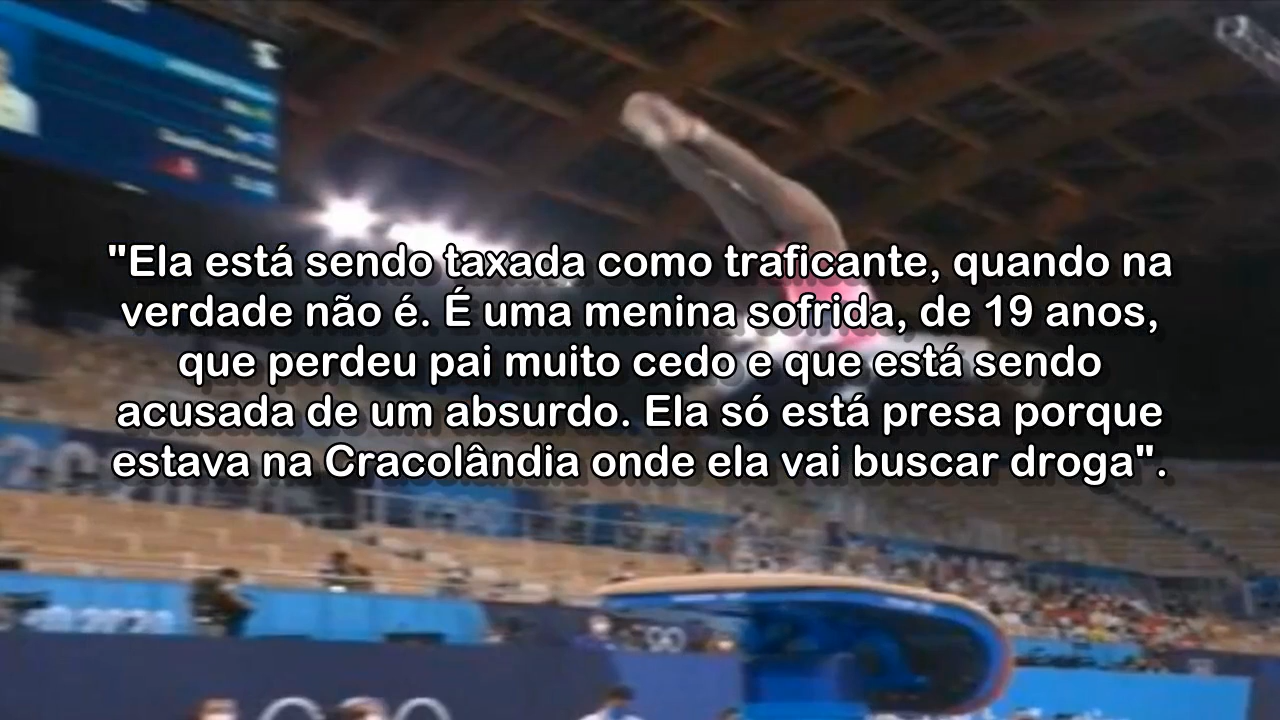 "Ela está sendo taxada como traficante, quando na
verdade não é. É uma menina sofrida, de 19 anos,
que perdeu pai muito cedo e que está sendo
acusada de um absurdo. Ela só está presa porque
estava na Cracolândia onde ela vai buscar droga".